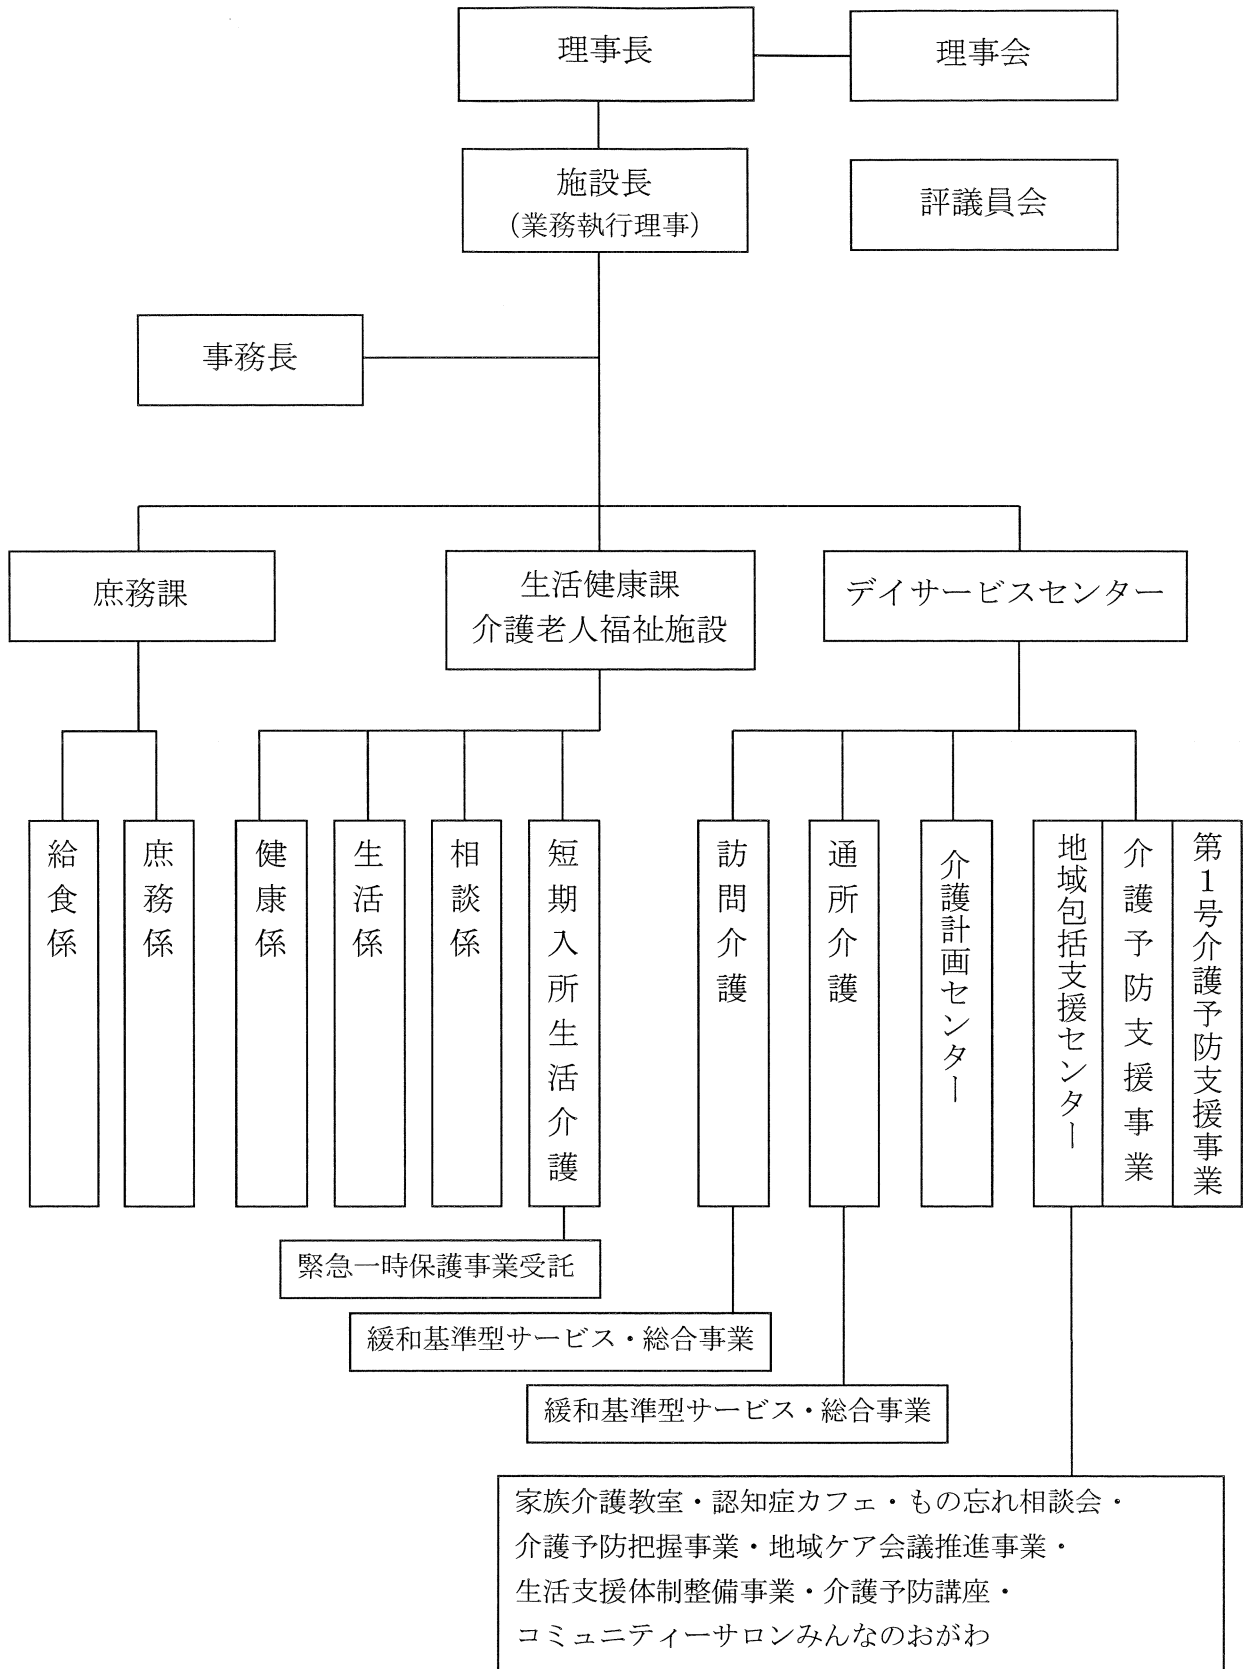 理事長
理事会
施設長
（業務執行理事）
評議員会
事務長
庶務課
生活健康課
介護老人福祉施設
デイサービスセンター
給食係
庶務係
健康係
生活係
相談係
短期入所生活介護
訪問介護
通所介護
介護計画センター
地域包括支援センター
介護予防支援事業
第1号介護予防支援事業
緊急一時保護事業受託
緩和基準型サービス・総合事業
緩和基準型サービス・総合事業
家族介護教室・認知症カフェ・もの忘れ相談会・
介護予防把握事業・地域ケア会議推進事業・
生活支援体制整備事業・介護予防講座・
コミュニティーサロンみんなのおがわ